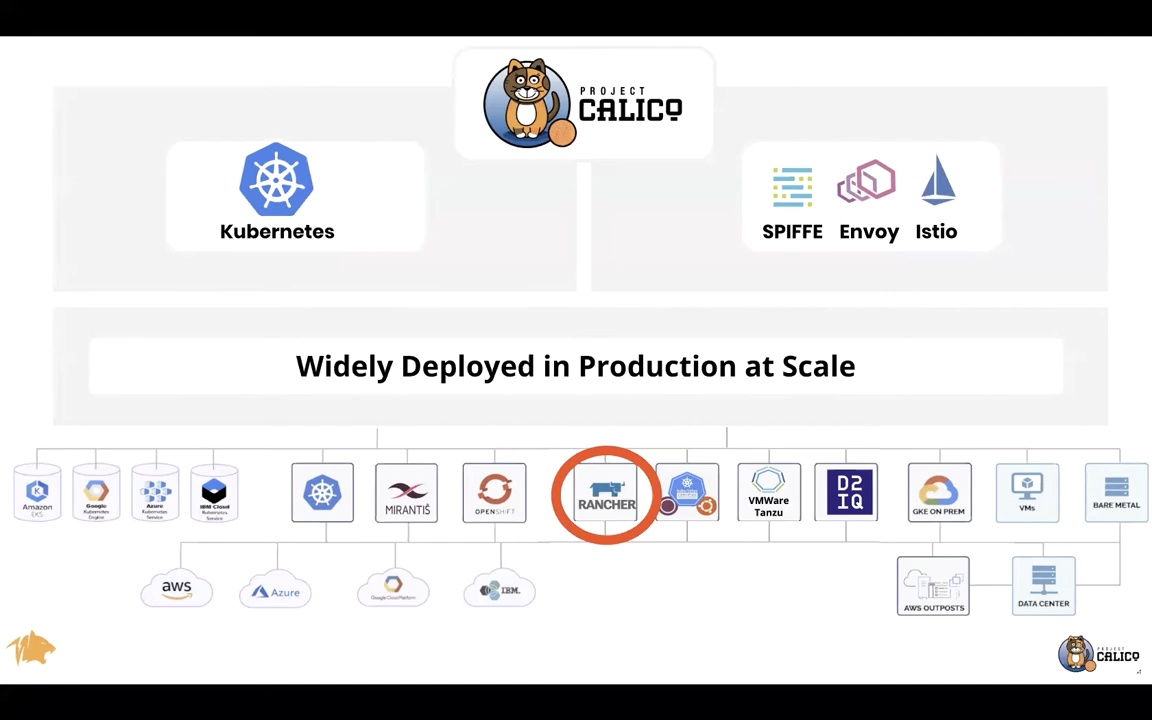 PROJECT
CALICO
Kubernetes
SPIFFE Envoy Istio
Widely Deployed in Production at Scale
Amazon
EKS
Google
Kubernetes
Engine
Azure
Kubernetes
Service
IBM Cloud
Kubernetes
Service
MIRANTIS
OPENSHIFT
RANCHER
VMWare
Tanzu
D2
IQ
GKE ON PREM
VMs
BARE METAL
aws
Azure
Google Cloud Platform
IBM
AWS OUTPOSTS
DATA CENTER
PROJECT
CALICO